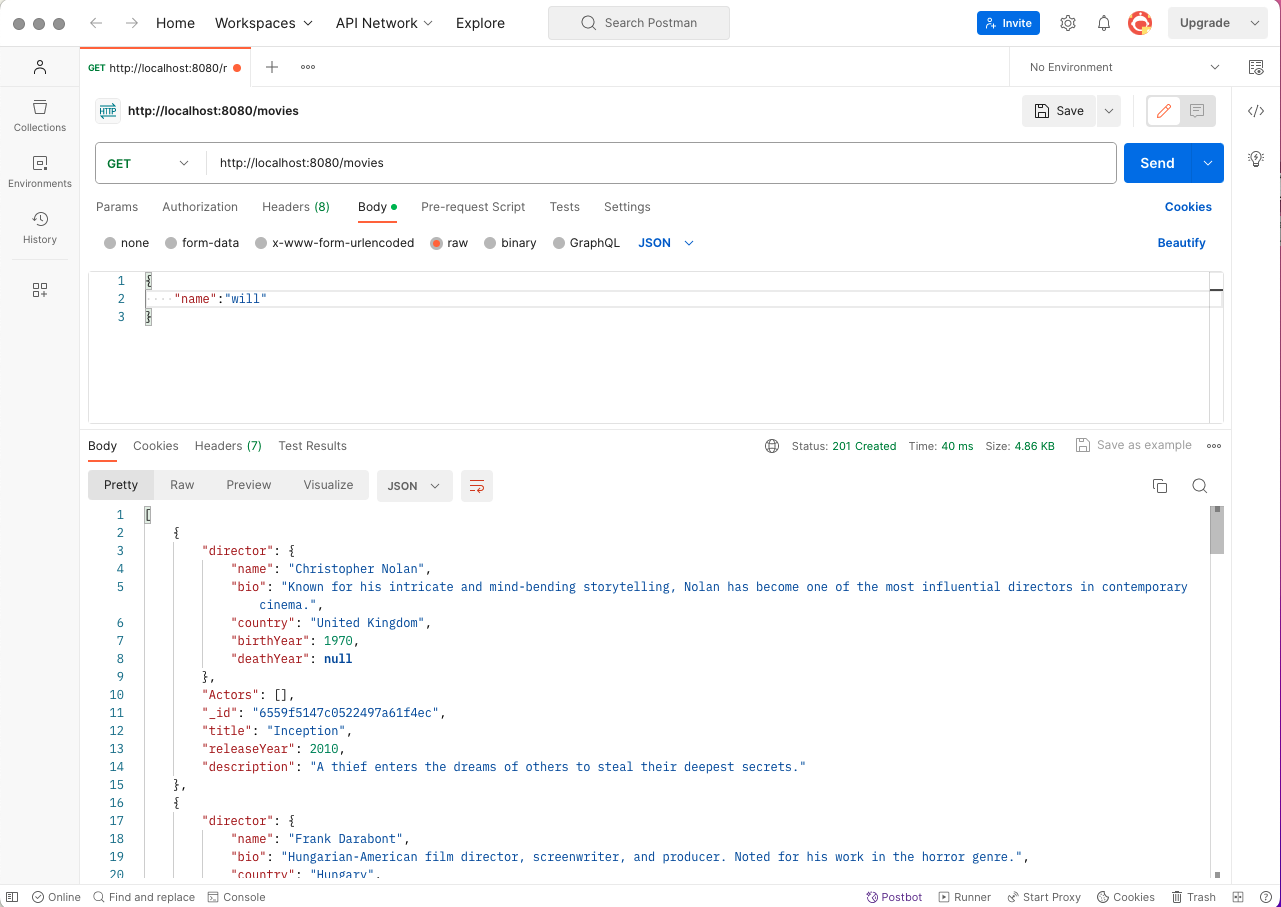 Home Workspaces API Network Explore Search Postman Invite Upgrade
GET http://localhost:8080/r No Environment
HTTP http://localhost:8080/movies Save
Collections
Environments
History
GET http://localhost:8080/movies Send
Params Authorization Headers (8) Body Pre-request Script Tests Settings Cookies
none form-data x-www-form-urlencoded raw binary GraphQL JSON Beautify
1 {
2 ····"name":"will"
3 }
Body Cookies Headers (7) Test Results Status: 201 Created Time: 40 ms Size: 4.86 KB Save as example
Pretty Raw Preview Visualize JSON
1 [
2 {
3 "director": {
4 "name": "Christopher Nolan",
5 "bio": "Known for his intricate and mind-bending storytelling, Nolan has become one of the most influential directors in contemporary
cinema.",
6 "country": "United Kingdom",
7 "birthYear": 1970,
8 "deathYear": null
9 },
10 "Actors": [],
11 "_id": "6559f5147c0522497a61f4ec",
12 "title": "Inception",
13 "releaseYear": 2010,
14 "description": "A thief enters the dreams of others to steal their deepest secrets."
15 },
16 {
17 "director": {
18 "name": "Frank Darabont",
19 "bio": "Hungarian-American film director, screenwriter, and producer. Noted for his work in the horror genre.",
20 "country": "Hungary",
Online Find and replace Console Postbot Runner Start Proxy Cookies Trash